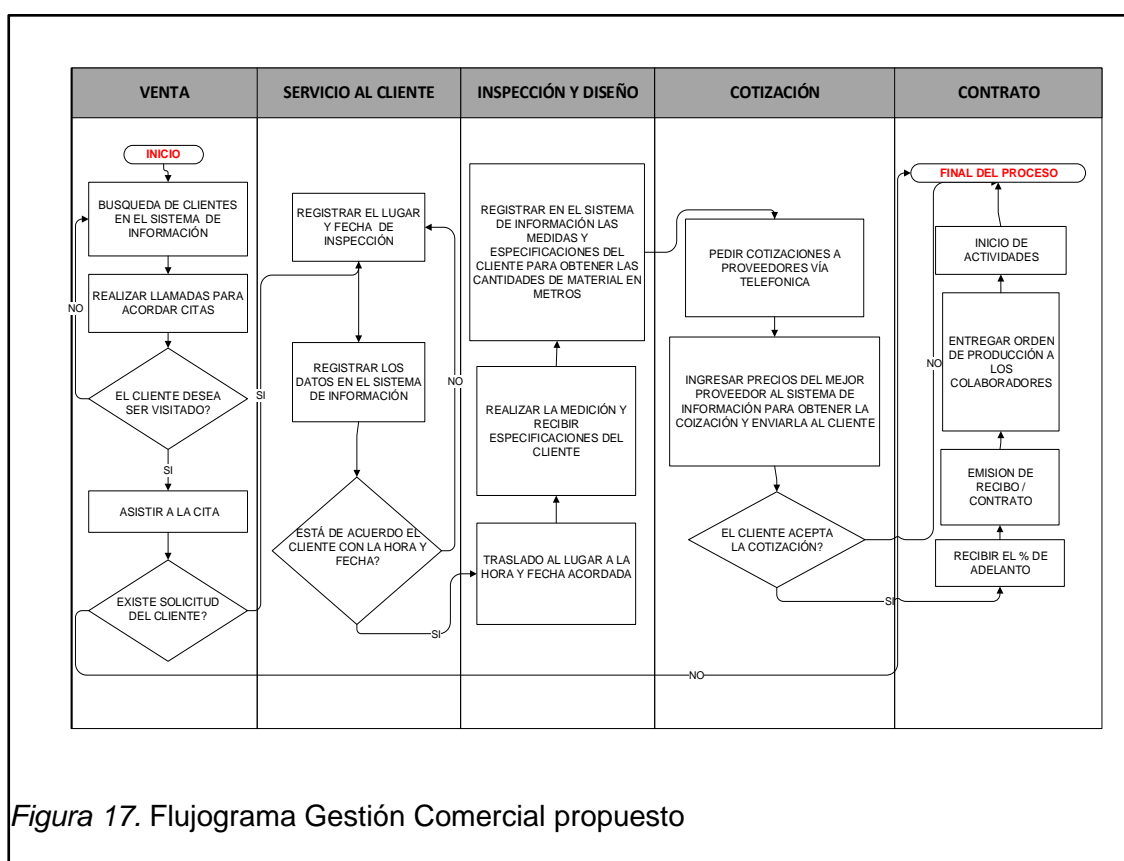 VENTA
SERVICIO AL CLIENTE
INSPECCIÓN Y DISEÑO
COTIZACIÓN
CONTRATO
INICIO
BUSQUEDA DE CLIENTES
EN EL SISTEMA DE
INFORMACIÓN
REALIZAR LLAMADAS PARA
ACORDAR CITAS
NO
EL CLIENTE DESEA
SER VISITADO?
SI
ASISTIR A LA CITA
EXISTE SOLICITUD
DEL CLIENTE?
SI
REGISTRAR EL LUGAR
Y FECHA DE
INSPECCIÓN
REGISTRAR LOS
DATOS EN EL SISTEMA
DE INFORMACIÓN
NO
ESTÁ DE ACUERDO EL
CLIENTE CON LA HORA Y
FECHA?
SI
REGISTRAR EN EL SISTEMA
DE INFORMACIÓN LAS
MEDIDAS Y
ESPECIFICACIONES DEL
CLIENTE PARA OBTENER LAS
CANTIDADES DE MATERIAL EN
METROS
REALIZAR LA MEDICIÓN Y
RECIBIR
ESPECIFICACIONES DEL
CLIENTE
TRASLADO AL LUGAR A LA
HORA Y FECHA ACORDADA
PEDIR COTIZACIONES A
PROVEEDORES VÍA
TELEFONICA
INGRESAR PRECIOS DEL MEJOR
PROVEEDOR AL SISTEMA DE
INFORMACIÓN PARA OBTENER LA
COIZACIÓN Y ENVIARLA AL CLIENTE
EL CLIENTE ACEPTA
LA COTIZACIÓN?
NO
SI
NO
FINAL DEL PROCESO
INICIO DE
ACTIVIDADES
ENTREGAR ORDEN
DE PRODUCCIÓN A
LOS
COLABORADORES
EMISION DE
RECIBO /
CONTRATO
RECIBIR EL % DE
ADELANTO
Figura 17. Flujograma Gestión Comercial propuesto